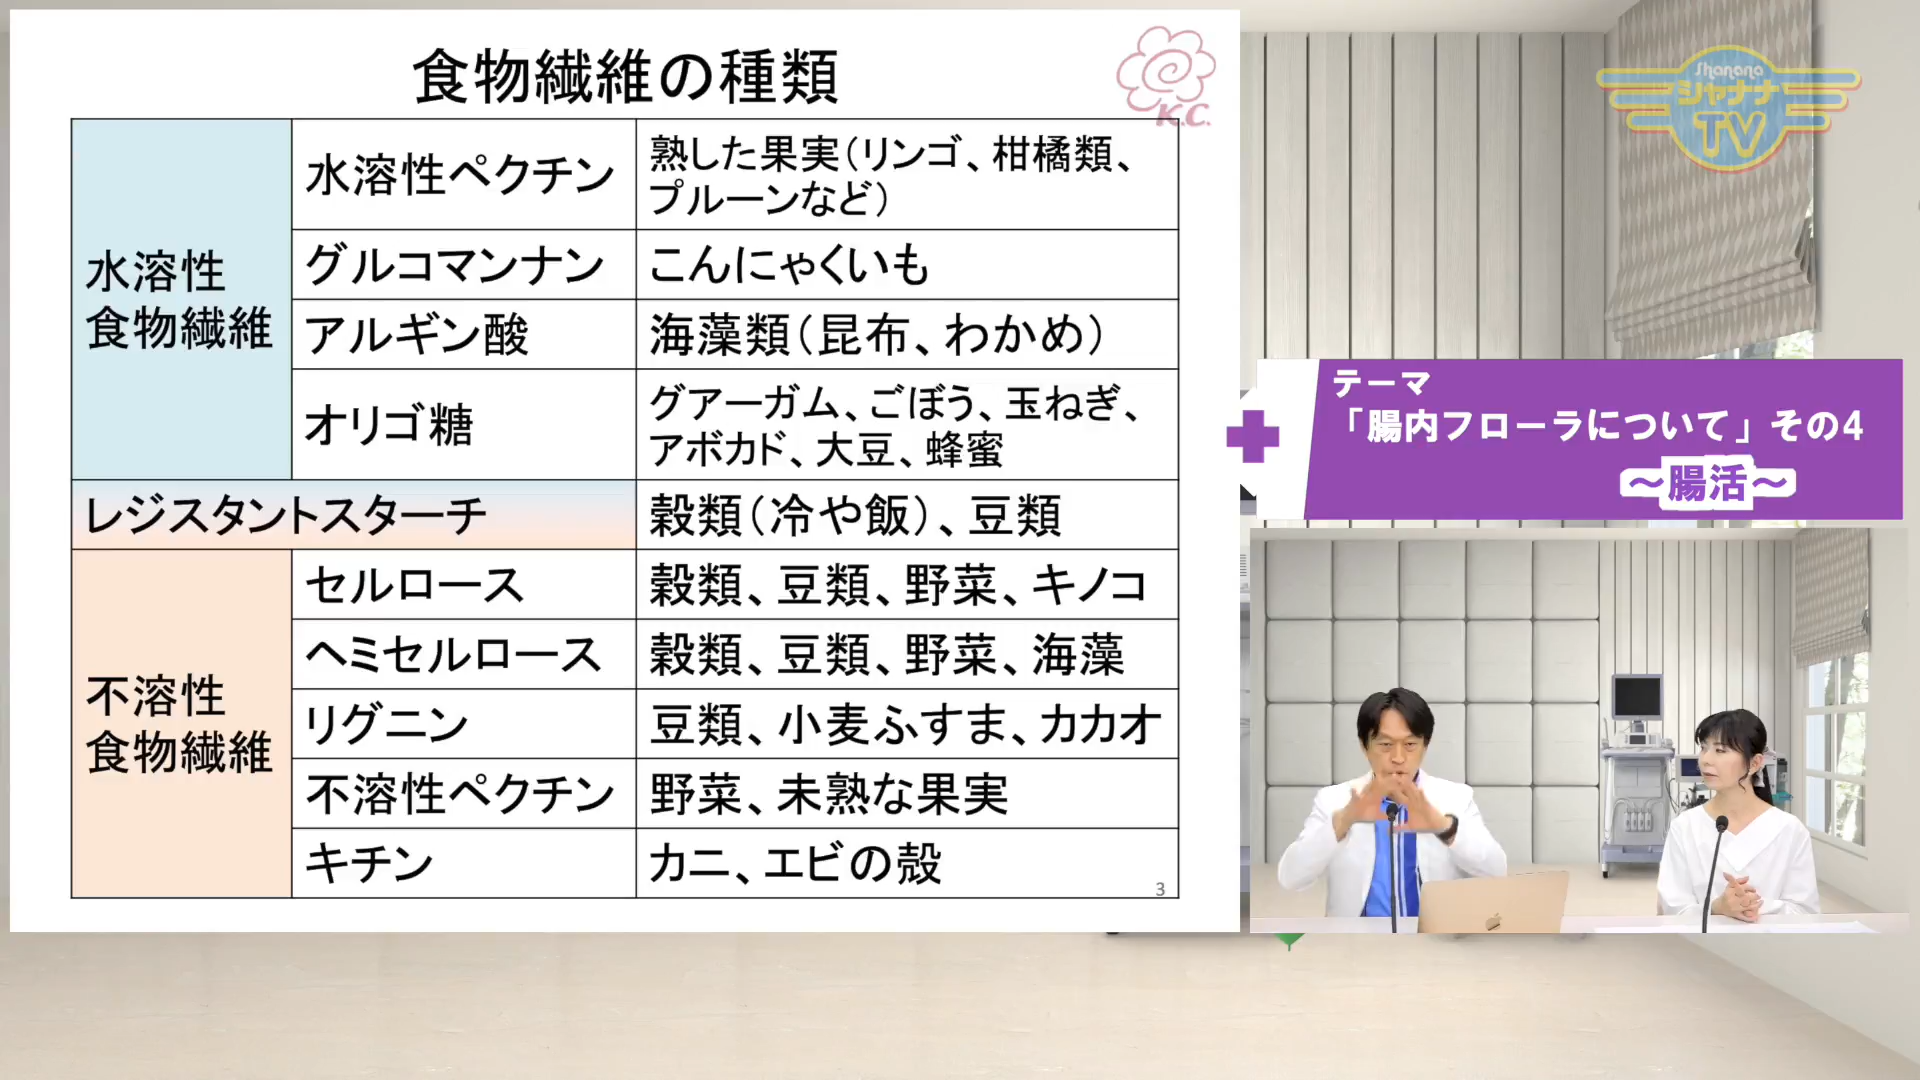 食物繊維の種類
K.C.
水溶性
食物繊維
水溶性ペクチン
熟した果実（リンゴ、柑橘類、
プルーンなど）
グルコマンナン
こんにゃくいも
アルギン酸
海藻類（昆布、わかめ）
オリゴ糖
グアーガム、ごぼう、玉ねぎ、
アボカド、大豆、蜂蜜
レジスタントスターチ
穀類（冷や飯）、豆類
不溶性
食物繊維
セルロース
穀類、豆類、野菜、キノコ
ヘミセルロース
穀類、豆類、野菜、海藻
リグニン
豆類、小麦ふすま、カカオ
不溶性ペクチン
野菜、未熟な果実
キチン
カニ、エビの殻
3
Shanana
シャナナ
TV
テーマ
「腸内フローラについて」その4
～腸活～